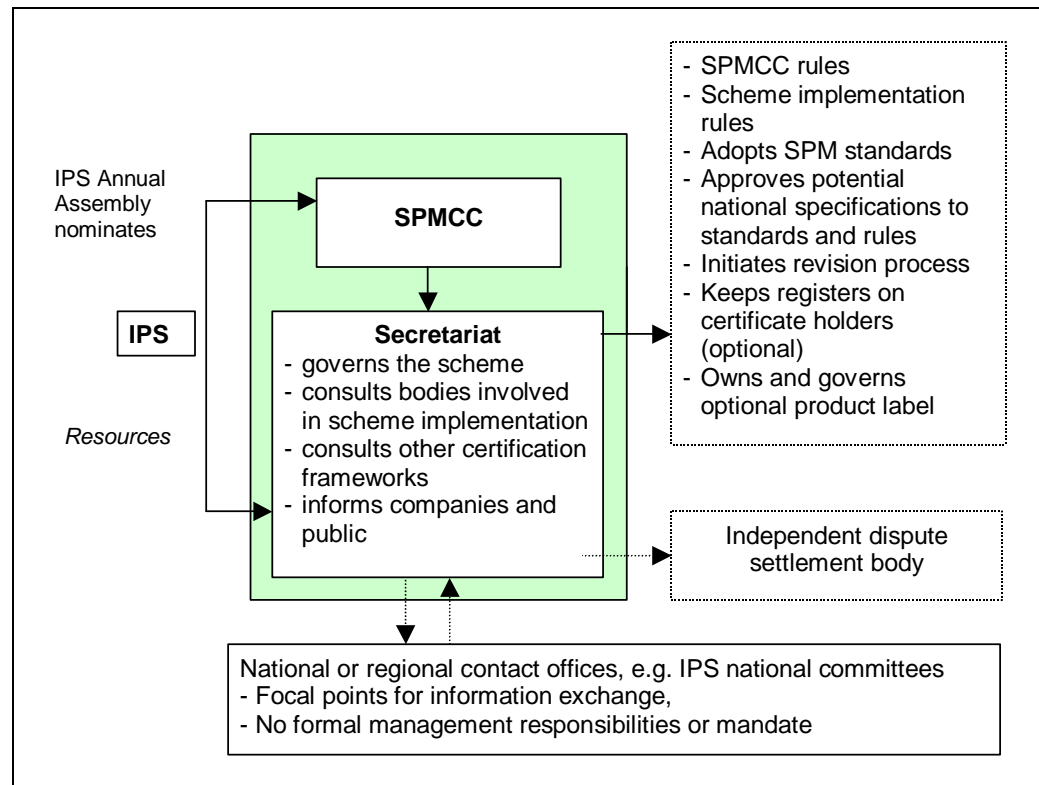 IPS Annual
Assembly
nominates
IPS
Resources
SPMCC
Secretariat
- governs the scheme
- consults bodies involved
in scheme implementation
- consults other certification
frameworks
- informs companies and
public
- SPMCC rules
- Scheme implementation
rules
- Adopts SPM standards
- Approves potential
national specifications to
standards and rules
- Initiates revision process
- Keeps registers on
certificate holders
(optional)
- Owns and governs
optional product label
Independent dispute
settlement body
National or regional contact offices, e.g. IPS national committees
- Focal points for information exchange,
- No formal management responsibilities or mandate